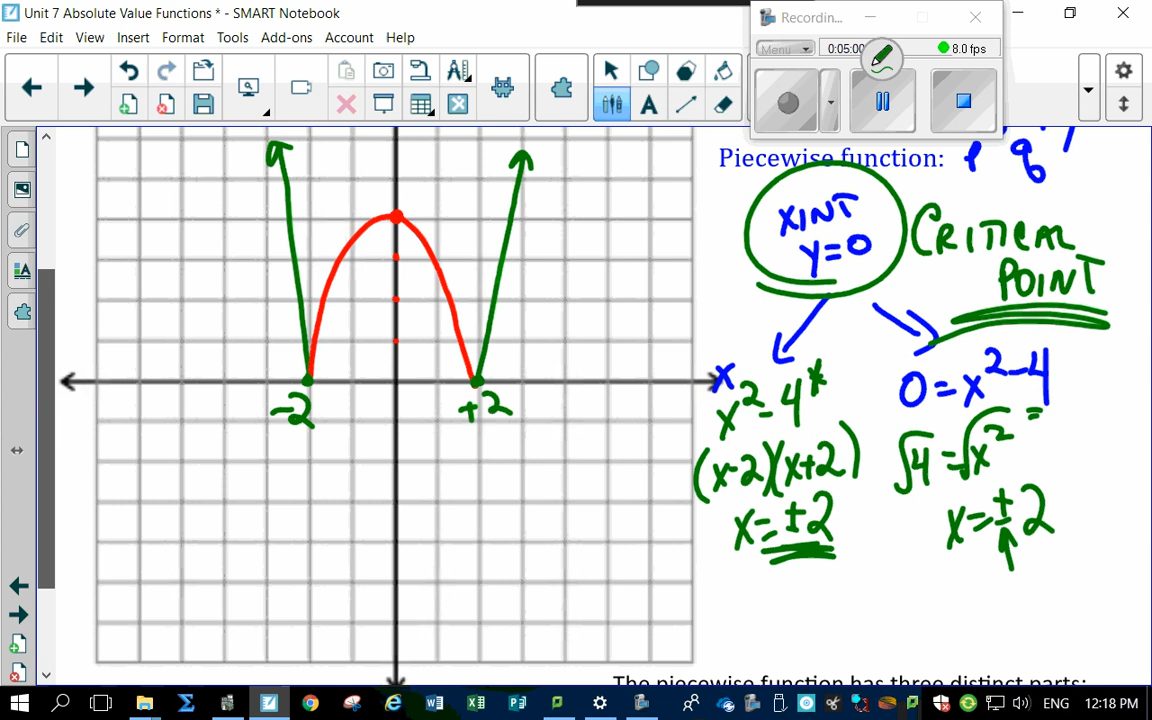 Unit 7 Absolute Value Functions * - SMART Notebook
Recordin...
File Edit View Insert Format Tools Add-ons Account Help
Menu
0:05:00
8.0 fps
Piecewise function:
XINT
y=0
CRITICAL
POINT
x
x²-4*
0=x²-4
(x-2)(x+2)
√4=√x²
x=±2
x=±2
-2
+2
The piecewise function has three distinct parts:
ENG
12:18 PM